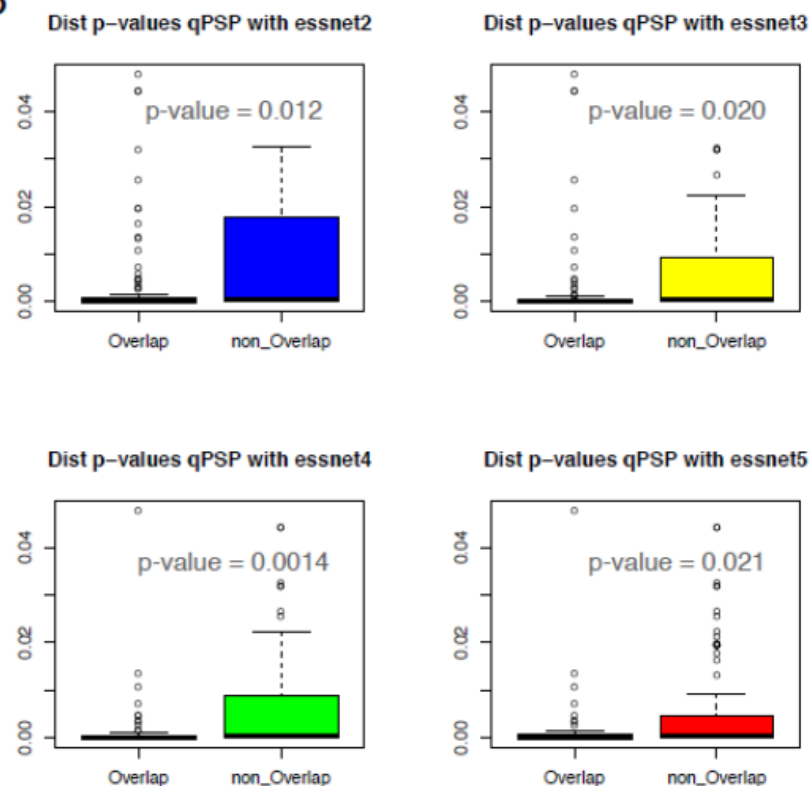 Dist p−values qPSP with essnet2
0.04
0.02
0.00
p-value = 0.012
Overlap non_Overlap
Dist p−values qPSP with essnet3
0.04
0.02
0.00
p-value = 0.020
Overlap non_Overlap
Dist p−values qPSP with essnet4
0.04
0.02
0.00
p-value = 0.0014
Overlap non_Overlap
Dist p−values qPSP with essnet5
0.04
0.02
0.00
p-value = 0.021
Overlap non_Overlap